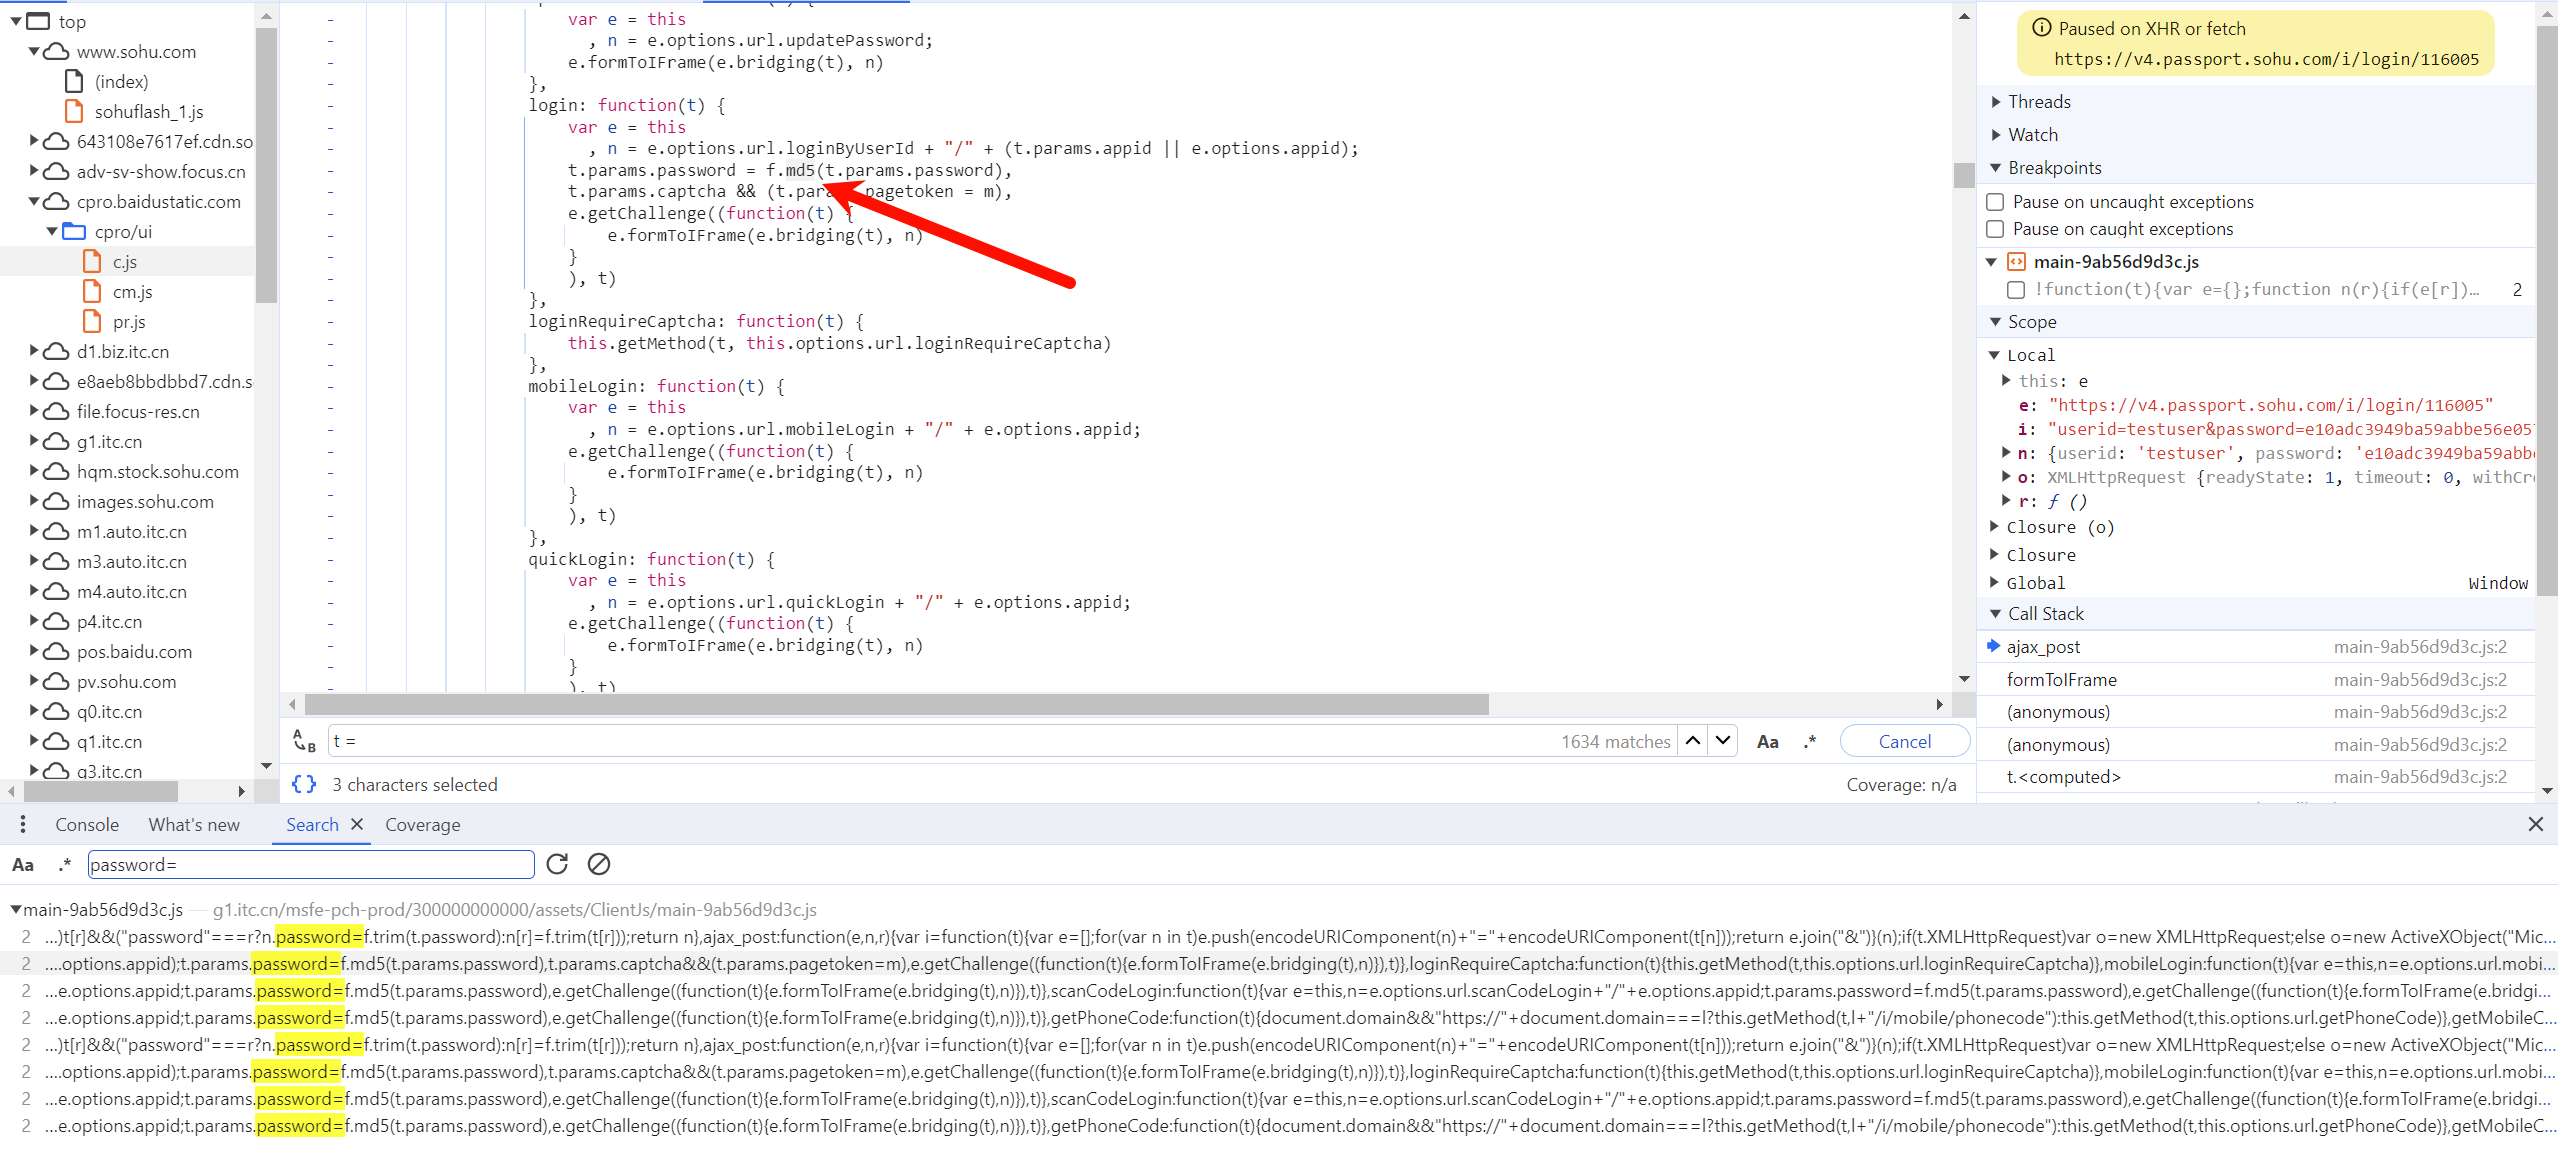 top
www.sohu.com
(index)
sohuflash_1.js
643108e7617ef.cdn.so
adv-sv-show.focus.cn
cpro.baidustatic.com
cpro/ui
c.js
cm.js
pr.js
d1.biz.itc.cn
e8aeb8bbdbbd7.cdn.s
file.focus-res.cn
g1.itc.cn
hqm.stock.sohu.com
images.sohu.com
m1.auto.itc.cn
m3.auto.itc.cn
m4.auto.itc.cn
p4.itc.cn
pos.baidu.com
pv.sohu.com
q0.itc.cn
q1.itc.cn
q3.itc.cn
var e = this
, n = e.options.url.updatePassword;
e.formToIFrame(e.bridging(t), n)
},
login: function(t) {
var e = this
, n = e.options.url.loginByUserId + "/" + (t.params.appid || e.options.appid);
t.params.password = f.md5(t.params.password),
t.params.captcha && (t.para pagetoken = m),
e.getChallenge((function(t) {
e.formToIFrame(e.bridging(t), n)
}
), t)
},
loginRequireCaptcha: function(t) {
this.getMethod(t, this.options.url.loginRequireCaptcha)
},
mobileLogin: function(t) {
var e = this
, n = e.options.url.mobileLogin + "/" + e.options.appid;
e.getChallenge((function(t) {
e.formToIFrame(e.bridging(t), n)
}
), t)
},
quickLogin: function(t) {
var e = this
, n = e.options.url.quickLogin + "/" + e.options.appid;
e.getChallenge((function(t) {
e.formToIFrame(e.bridging(t), n)
}
), t)
A B t = 1634 matches Aa .* Cancel
{} 3 characters selected Coverage: n/a
Paused on XHR or fetch
https://v4.passport.sohu.com/i/login/116005
Threads
Watch
Breakpoints
Pause on uncaught exceptions
Pause on caught exceptions
main-9ab56d9d3c.js
!function(t){var e={};function n(r){if(e[r])… 2
Scope
Local
this: e
e: "https://v4.passport.sohu.com/i/login/116005"
i: "userid=testuser&password=e10adc3949ba59abbe56e05
n: {userid: 'testuser', password: 'e10adc3949ba59abb
o: XMLHttpRequest {readyState: 1, timeout: 0, withCr
r: ƒ ()
Closure (o)
Closure
Global Window
Call Stack
ajax_post main-9ab56d9d3c.js:2
formToIFrame main-9ab56d9d3c.js:2
(anonymous) main-9ab56d9d3c.js:2
(anonymous) main-9ab56d9d3c.js:2
t.<computed> main-9ab56d9d3c.js:2
Console What's new Search Coverage
Aa .* password=
main-9ab56d9d3c.js — g1.itc.cn/msfe-pch-prod/300000000000/assets/ClientJs/main-9ab56d9d3c.js
2 ...)t[r]&&("password"===r?n.password=f.trim(t.password):n[r]=f.trim(t[r]));return n},ajax_post:function(e,n,r){var i=function(t){var e=[];for(var n in t)e.push(encodeURIComponent(n)+"="+encodeURIComponent(t[n]));return e.join("&")}(n);if(t.XMLHttpRequest)var o=new XMLHttpRequest;else o=new ActiveXObject("Mic...
2 ....options.appid);t.params.password=f.md5(t.params.password),t.params.captcha&&(t.params.pagetoken=m),e.getChallenge((function(t){e.formToIFrame(e.bridging(t),n)}),t)},loginRequireCaptcha:function(t){this.getMethod(t,this.options.url.loginRequireCaptcha)},mobileLogin:function(t){var e=this,n=e.options.url.mobi...
2 ...e.options.appid;t.params.password=f.md5(t.params.password),e.getChallenge((function(t){e.formToIFrame(e.bridging(t),n)}),t)},scanCodeLogin:function(t){var e=this,n=e.options.url.scanCodeLogin+"/"+e.options.appid;t.params.password=f.md5(t.params.password),e.getChallenge((function(t){e.formToIFrame(e.bridgi...
2 ...e.options.appid;t.params.password=f.md5(t.params.password),e.getChallenge((function(t){e.formToIFrame(e.bridging(t),n)}),t)},getPhoneCode:function(t){document.domain&&"https://"+document.domain===l?this.getMethod(t,l+"/i/mobile/phonecode"):this.getMethod(t,this.options.url.getPhoneCode)},getMobileC...
2 ...)t[r]&&("password"===r?n.password=f.trim(t.password):n[r]=f.trim(t[r]));return n},ajax_post:function(e,n,r){var i=function(t){var e=[];for(var n in t)e.push(encodeURIComponent(n)+"="+encodeURIComponent(t[n]));return e.join("&")}(n);if(t.XMLHttpRequest)var o=new XMLHttpRequest;else o=new ActiveXObject("Mic...
2 ....options.appid);t.params.password=f.md5(t.params.password),t.params.captcha&&(t.params.pagetoken=m),e.getChallenge((function(t){e.formToIFrame(e.bridging(t),n)}),t)},loginRequireCaptcha:function(t){this.getMethod(t,this.options.url.loginRequireCaptcha)},mobileLogin:function(t){var e=this,n=e.options.url.mobi...
2 ...e.options.appid;t.params.password=f.md5(t.params.password),e.getChallenge((function(t){e.formToIFrame(e.bridging(t),n)}),t)},scanCodeLogin:function(t){var e=this,n=e.options.url.scanCodeLogin+"/"+e.options.appid;t.params.password=f.md5(t.params.password),e.getChallenge((function(t){e.formToIFrame(e.bridgi...
2 ...e.options.appid;t.params.password=f.md5(t.params.password),e.getChallenge((function(t){e.formToIFrame(e.bridging(t),n)}),t)},getPhoneCode:function(t){document.domain&&"https://"+document.domain===l?this.getMethod(t,l+"/i/mobile/phonecode"):this.getMethod(t,this.options.url.getPhoneCode)},getMobileC...